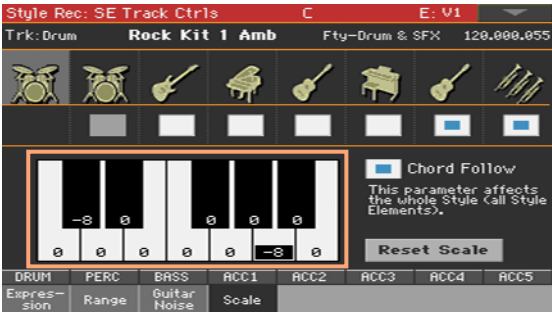 Style Rec: SE Track Ctrls C E: V1
Trk: Drum Rock Kit 1 Amb Fty-Drum & SFX 120.000.055
-8 0 0 0 0
0 0 0 0 0 -8 0
Chord Follow
This parameter affects
the whole Style (all Style
Elements).
Reset Scale
DRUM PERC BASS ACC1 ACC2 ACC3 ACC4 ACC5
Expres-
sion
Range
Guitar
Noise
Scale